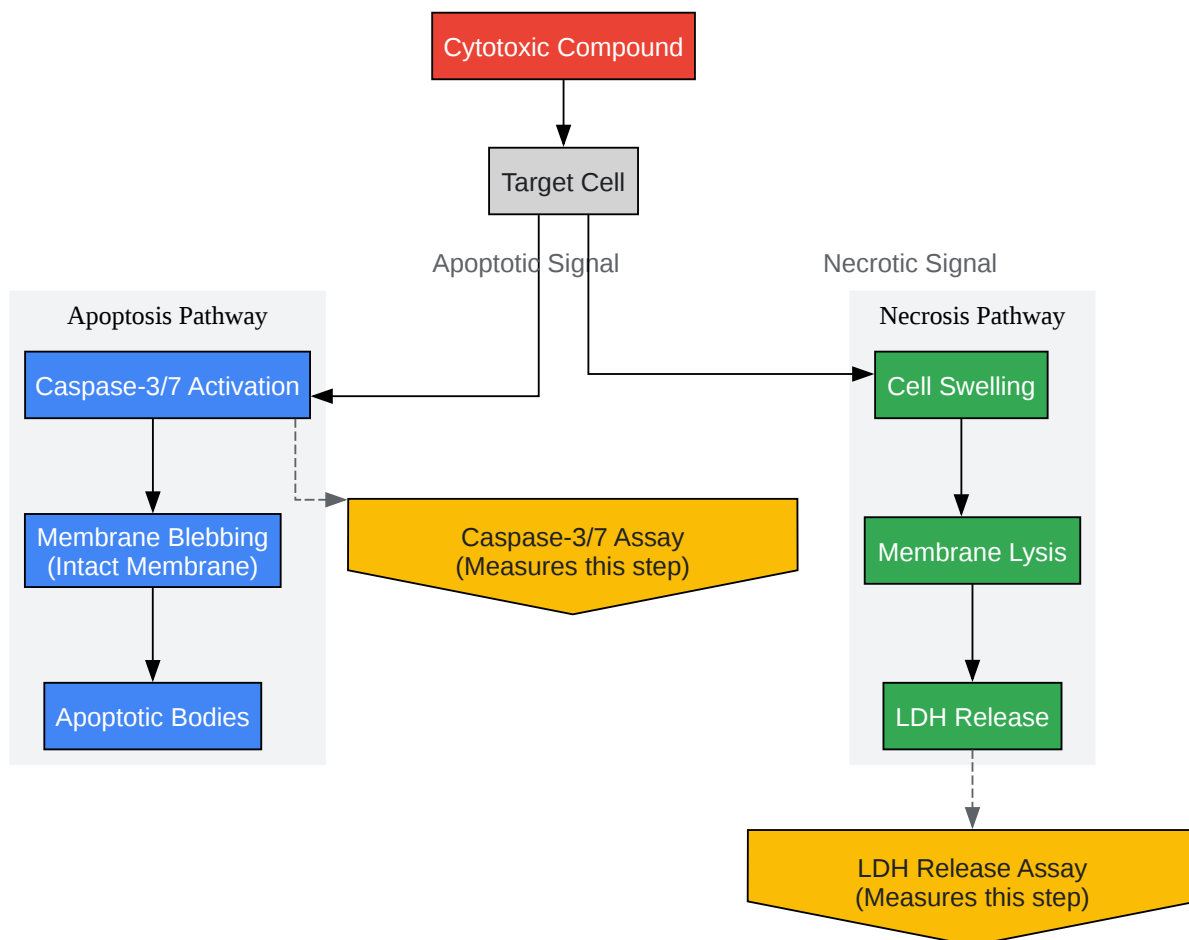 Cytotoxic Compound
Target Cell
Apoptotic Signal
Necrotic Signal
Apoptosis Pathway
Caspase-3/7 Activation
Membrane Blebbing
(Intact Membrane)
Apoptotic Bodies
Caspase-3/7 Assay
(Measures this step)
Necrosis Pathway
Cell Swelling
Membrane Lysis
LDH Release
LDH Release Assay
(Measures this step)